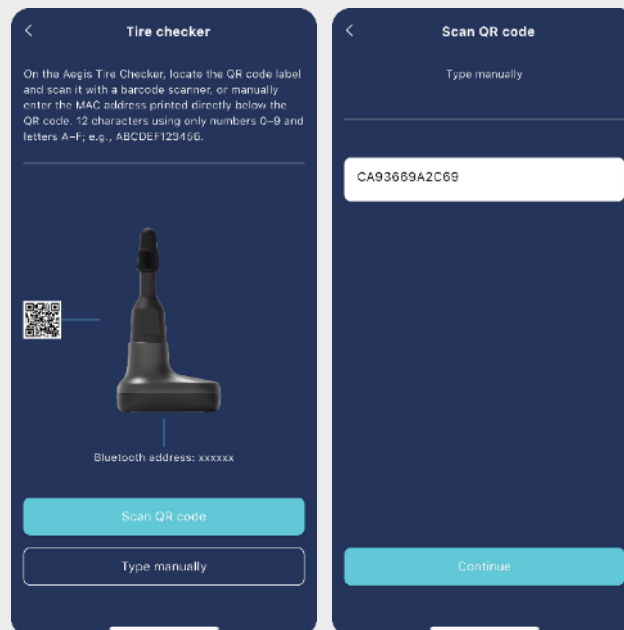 Tire checker
On the Aegis Tire Checker, locate the QR code label
and scan it with a barcode scanner, or manually
enter the MAC address printed directly below the
QR code. 12 characters using only numbers 0–9 and
letters A–F; e.g., ABCDEF123456.
Bluetooth address: xxxxxx
Scan QR code
Type manually
Scan QR code
Type manually
CA93669A2C69
Continue